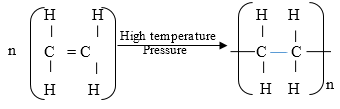 H H H H
High temperature
n C = C C C
Pressure
H H H H
n